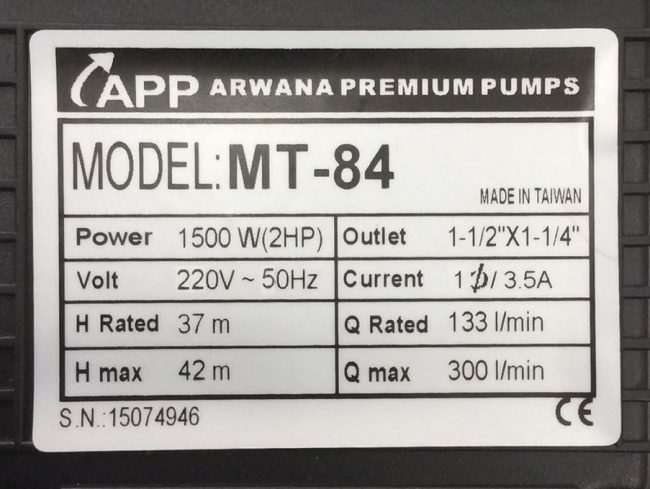 APP ARWANA PREMIUM PUMPS
MODEL: MT-84
MADE IN TAIWAN
Power 1500 W(2HP) Outlet 1-1/2"X1-1/4"
Volt 220V ~ 50Hz Current 1ϕ/ 3.5A
H Rated 37 m Q Rated 133 l/min
H max 42 m Q max 300 l/min
S.N.:15074946 CE